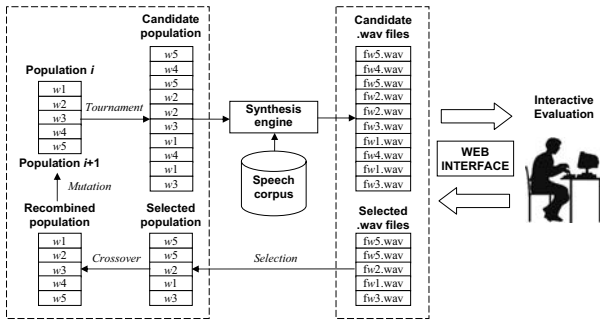 Candidate
population
w5
w4
w5
w2
w2
w3
w1
w4
w1
w3
Population i
w1
w2
w3
w4
w5
Population i+1
Tournament
Mutation
Synthesis
engine
Speech
corpus
Candidate
.wav files
fw5.wav
fw4.wav
fw5.wav
fw2.wav
fw2.wav
fw3.wav
fw1.wav
fw4.wav
fw1.wav
fw3.wav
Interactive
Evaluation
WEB
INTERFACE
Recombined
population
w1
w2
w3
w4
w5
Crossover
Selected
population
w5
w5
w2
w1
w3
Selection
Selected
.wav files
fw5.wav
fw5.wav
fw2.wav
fw1.wav
fw3.wav